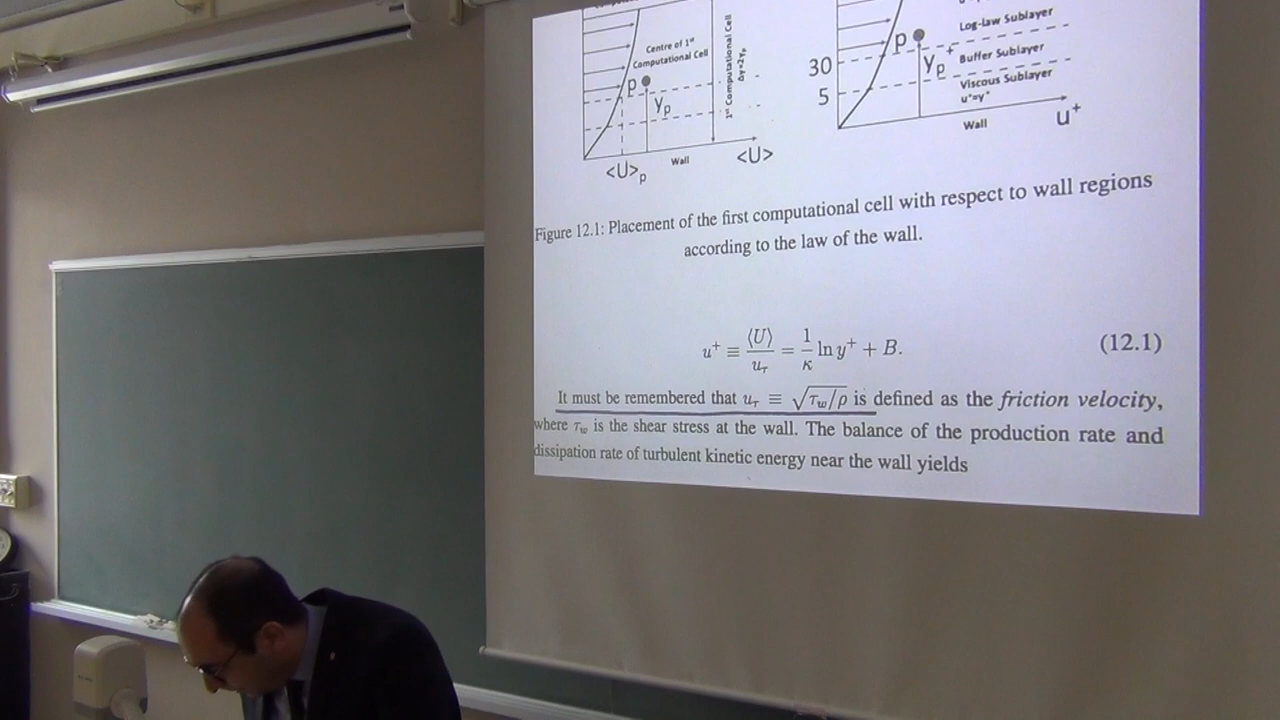 Centre of 1st
Computational Cell
P
yp
1st Computational Cell
Δy=2yp
<U>p
Wall
<U>
Log-law Sublayer
P
30
yp+
Buffer Sublayer
5
Viscous Sublayer
u+=y+
Wall
u+
Figure 12.1: Placement of the first computational cell with respect to wall regions
according to the law of the wall.
u+ ≡ ⟨U⟩/uτ = 1/κ ln y+ + B. (12.1)
It must be remembered that uτ ≡ √τw/ρ is defined as the friction velocity,
where τw is the shear stress at the wall. The balance of the production rate and
dissipation rate of turbulent kinetic energy near the wall yields